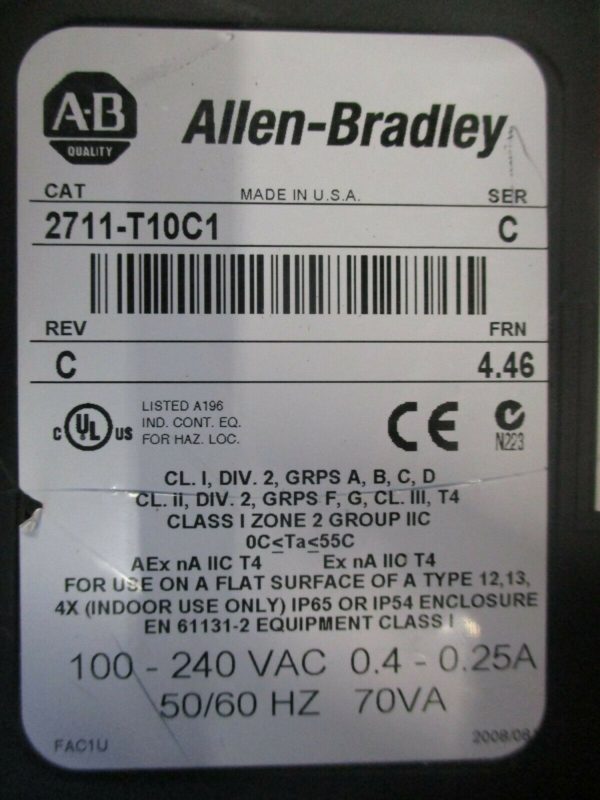 A-B
QUALITY
Allen-Bradley
CAT
MADE IN U.S.A.
SER
2711-T10C1
C
REV
FRN
C
4.46
c UL us
LISTED A196
IND. CONT. EQ.
FOR HAZ. LOC.
CE
N223
CL. I, DIV. 2, GRPS A, B, C, D
CL. ii, DIV. 2, GRPS F, G, CL. III, T4
CLASS I ZONE 2 GROUP IIC
0C≤Ta≤55C
AEx nA IIC T4 Ex nA IIC T4
FOR USE ON A FLAT SURFACE OF A TYPE 12,13,
4X (INDOOR USE ONLY) IP65 OR IP54 ENCLOSURE
EN 61131-2 EQUIPMENT CLASS I
100 - 240 VAC 0.4 - 0.25A
50/60 HZ 70VA
FAC1U
2008/06